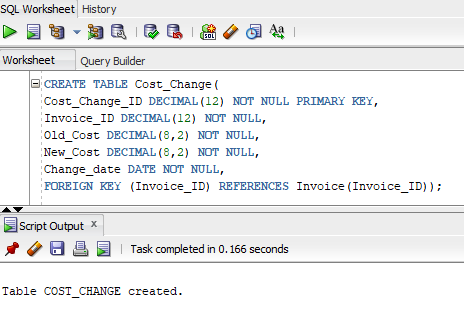 SQL Worksheet History
Worksheet Query Builder
CREATE TABLE Cost_Change(
Cost_Change_ID DECIMAL(12) NOT NULL PRIMARY KEY,
Invoice_ID DECIMAL(12) NOT NULL,
Old_Cost DECIMAL(8,2) NOT NULL,
New_Cost DECIMAL(8,2) NOT NULL,
Change_date DATE NOT NULL,
FOREIGN KEY (Invoice_ID) REFERENCES Invoice(Invoice_ID));
Script Output x
Task completed in 0.166 seconds
Table COST_CHANGE created.